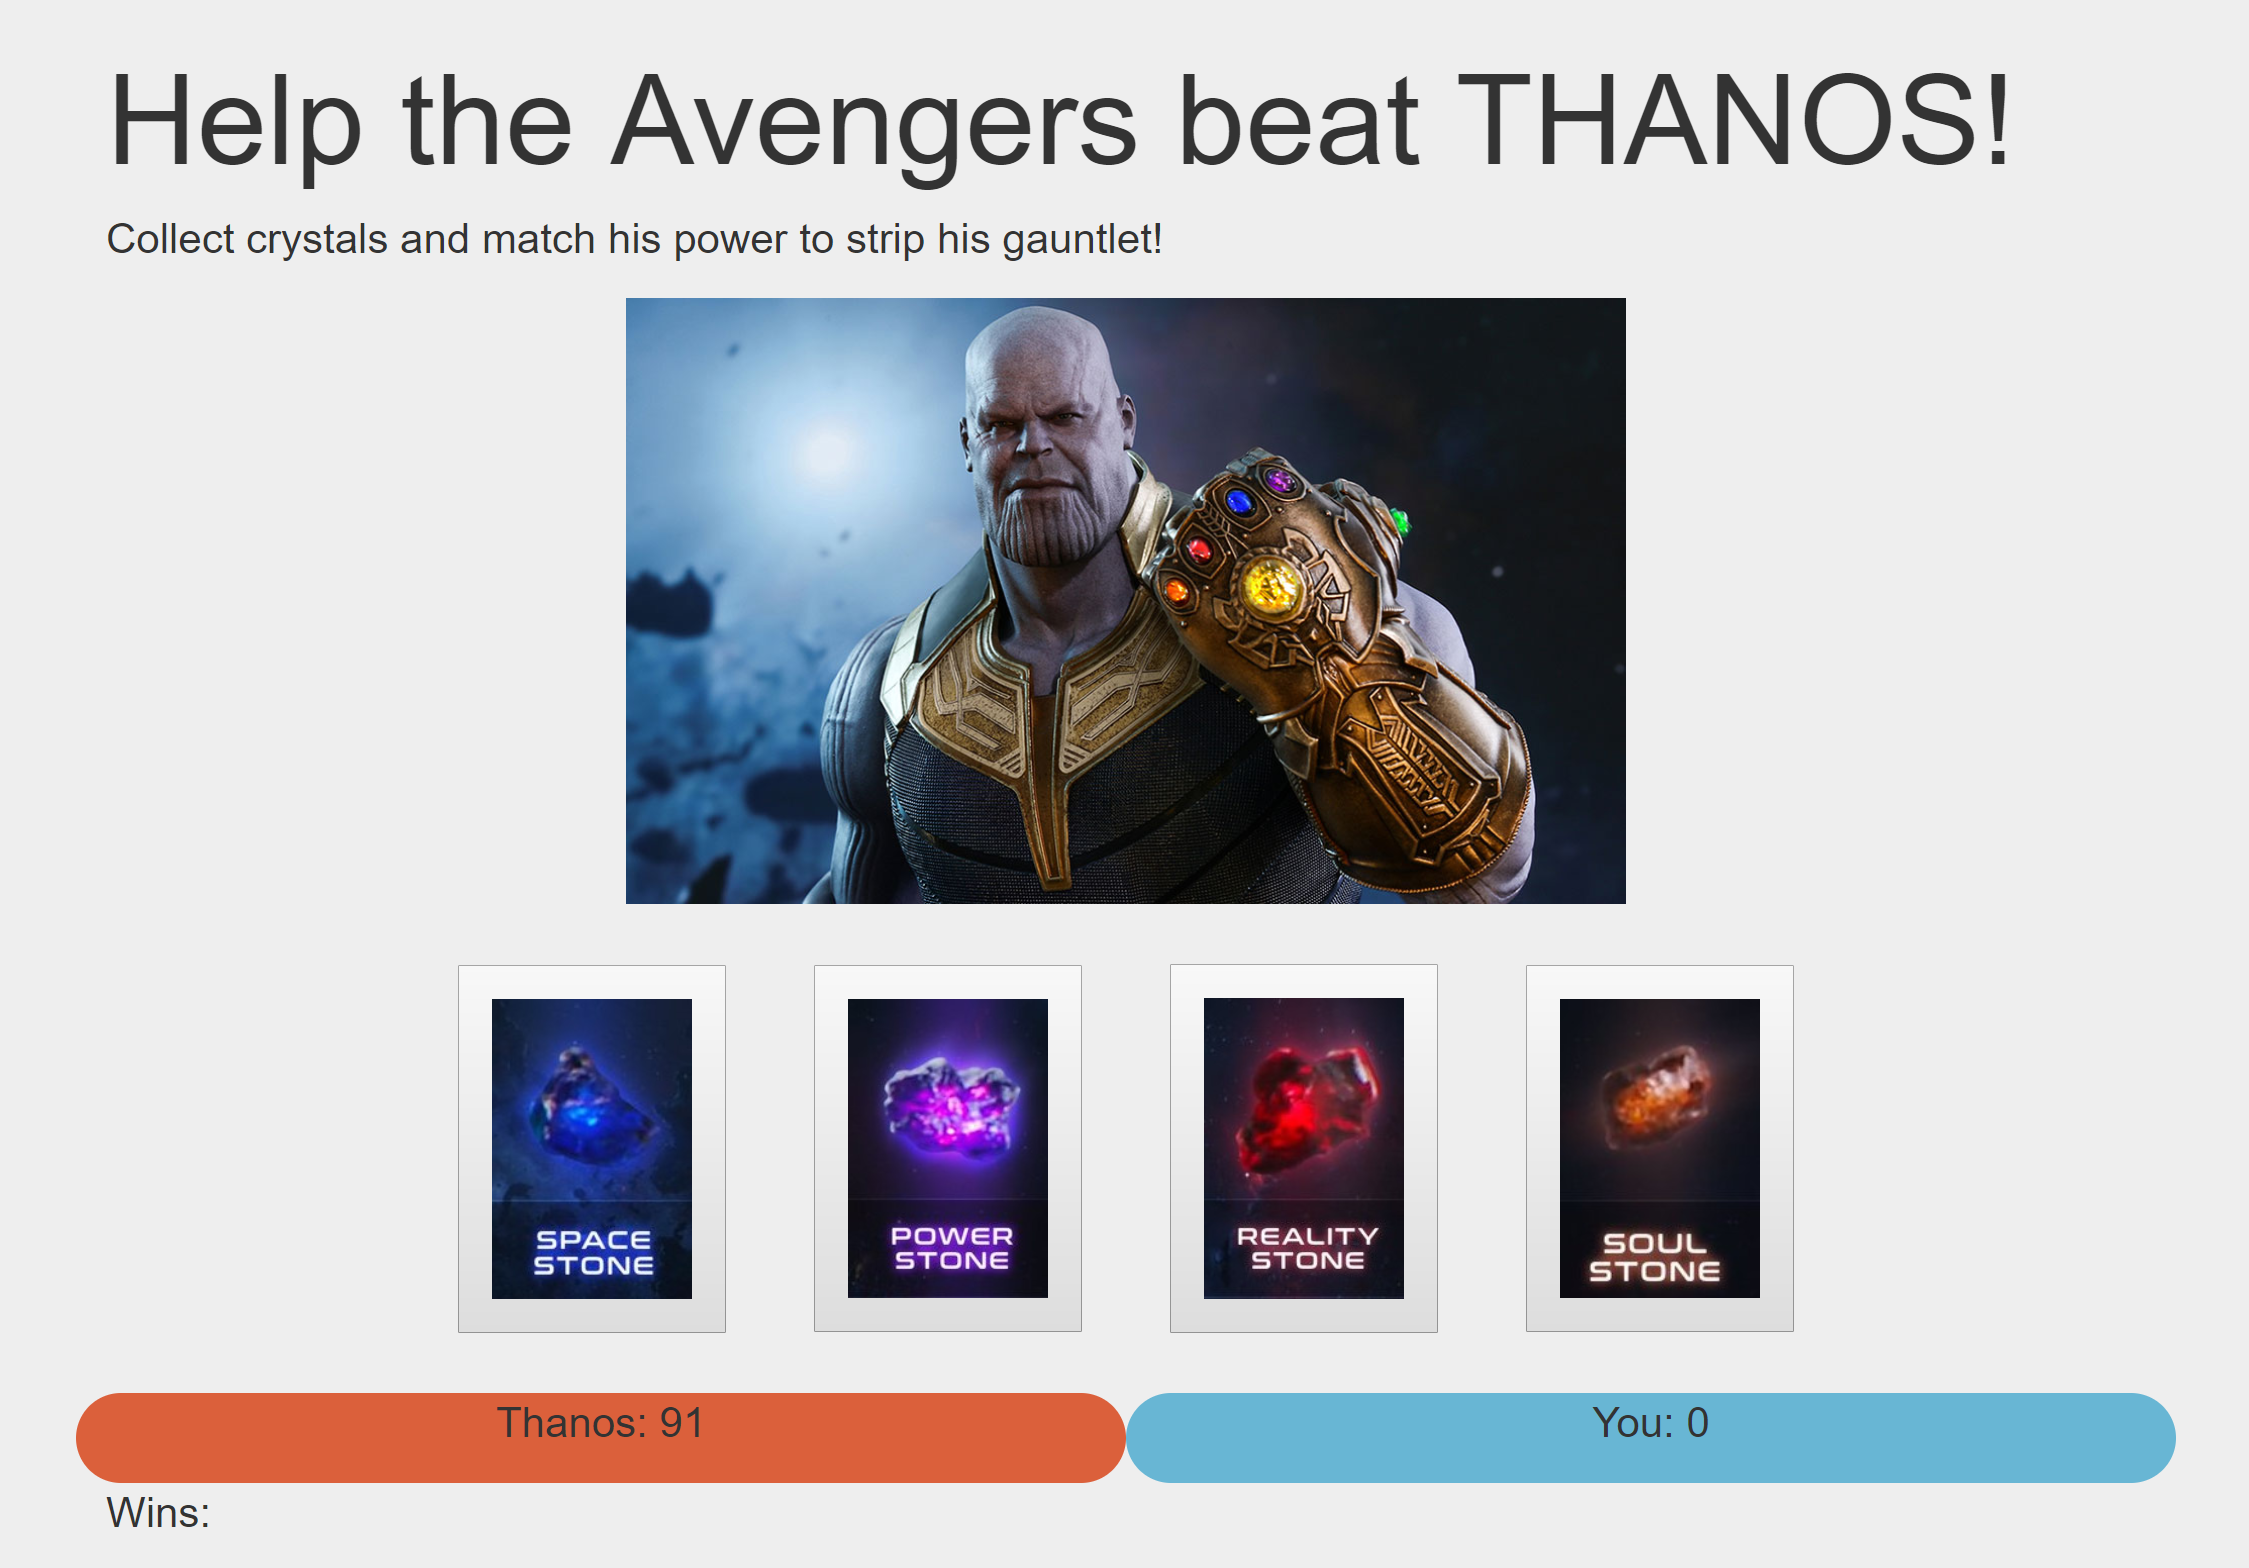 Help the Avengers beat THANOS!
Collect crystals and match his power to strip his gauntlet!
SPACE
STONE
POWER
STONE
REALITY
STONE
SOUL
STONE
Thanos: 91
You: 0
Wins: